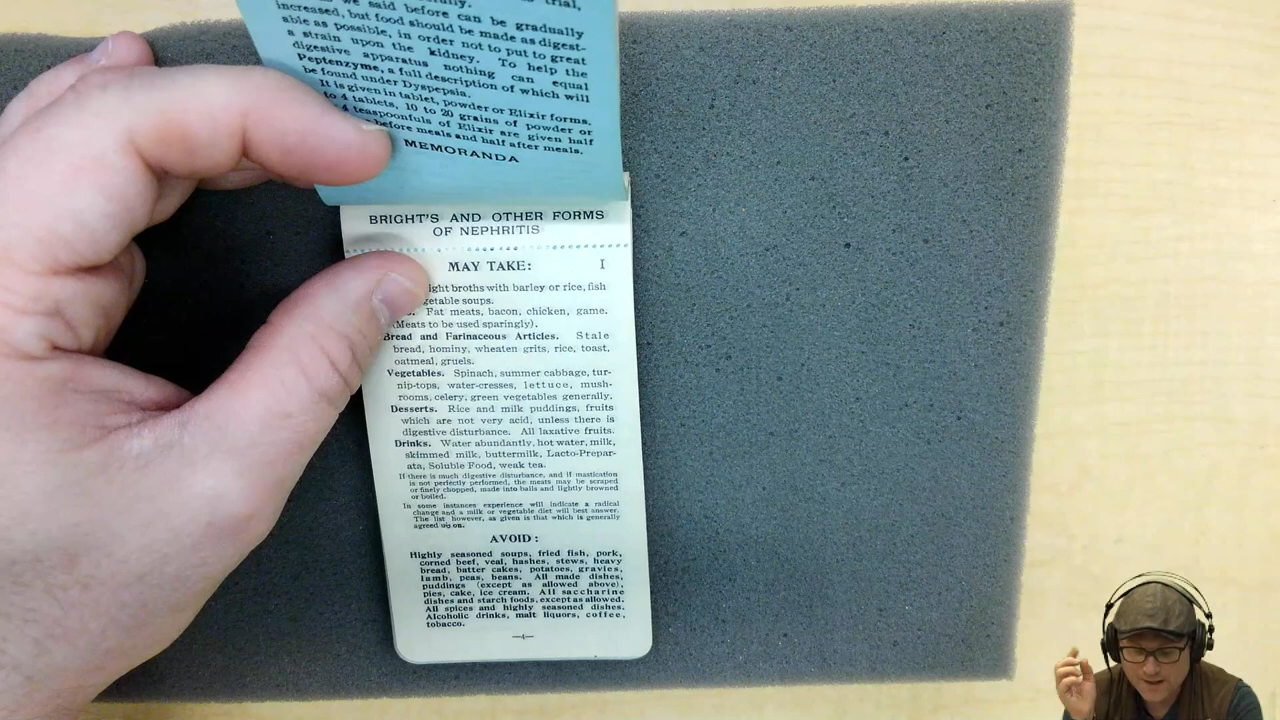 trial,
we said before can be gradually
increased, but food should be made as digest-
able as possible, in order not to put to great
a strain upon the kidney. To help the
digestive apparatus nothing can equal
Peptenzyme, a full description of which will
be found under Dyspepsia.
It is given in tablet, powder or Elixir forms.
to 4 tablets, 10 to 20 grains of powder or
4 teaspoonfuls of Elixir are given half
before meals and half after meals.
MEMORANDA
BRIGHT'S AND OTHER FORMS
OF NEPHRITIS
MAY TAKE: I
broths with barley or rice, fish
soups.
Fat meats, bacon, chicken, game.
(Meats to be used sparingly).
Bread and Farinaceous Articles. Stale
bread, hominy, wheaten grits, rice, toast,
oatmeal, gruels.
Vegetables. Spinach, summer cabbage, tur-
nip-tops, water-cresses, lettuce, mush-
rooms, celery, green vegetables generally.
Desserts. Rice and milk puddings, fruits
which are not very acid, unless there is
digestive disturbance. All laxative fruits.
Drinks. Water abundantly, hot water, milk,
skimmed milk, buttermilk, Lacto-Prepar-
ata, Soluble Food, weak tea.
If there is much digestive disturbance, and if mastication
is not perfectly performed, the meats may be scraped
or finely chopped, made into balls and lightly browned
or boiled.
In some instances experience will indicate a radical
change and a milk or vegetable diet will best answer.
The list however, as given is that which is generally
agreed upon.
AVOID:
Highly seasoned soups, fried fish, pork,
corned beef, veal, hashes, stews, heavy
bread, batter cakes, potatoes, gravies,
lamb, peas, beans. All made dishes,
puddings (except as allowed above),
pies, cake, ice cream. All saccharine
dishes and starch foods, except as allowed.
All spices and highly seasoned dishes.
Alcoholic drinks, malt liquors, coffee,
tobacco.
—4—